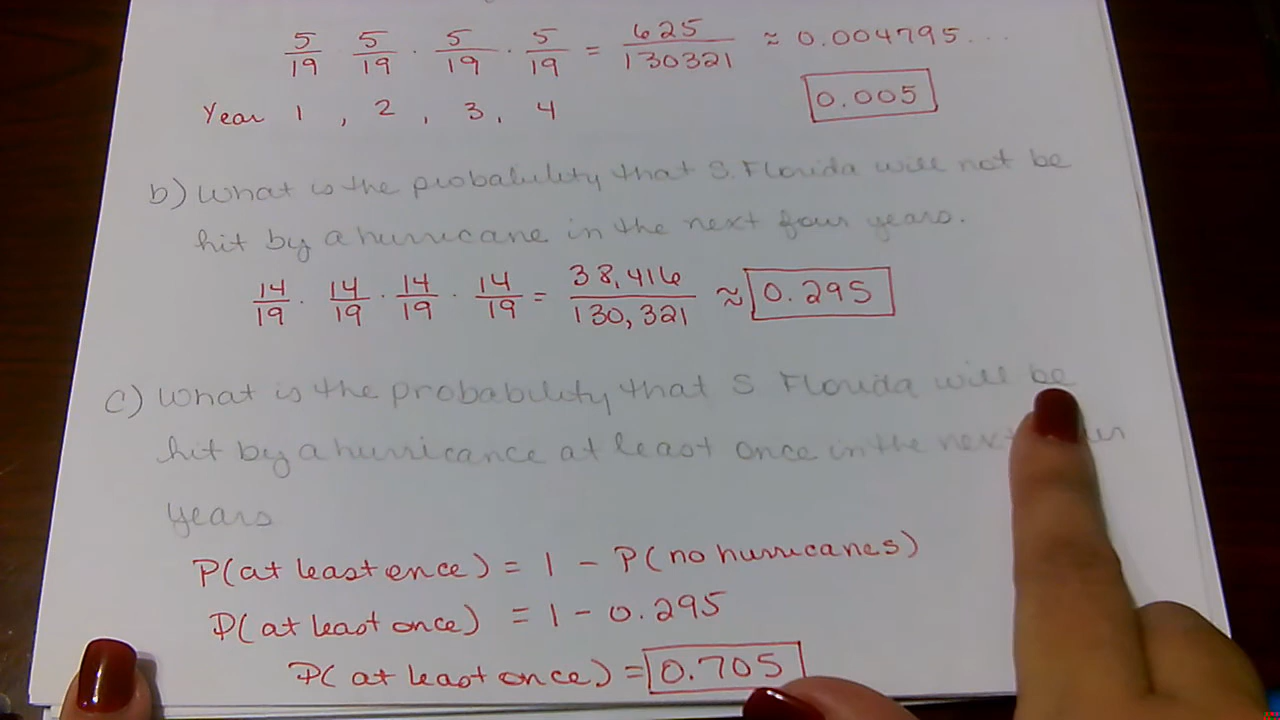 5/19 5/19 · 5/19 · 5/19 = 625/130321 ≈ 0.004795...
Year 1 , 2 , 3 , 4
0.005
b) What is the probability that S. Florida will not be
hit by a hurricane in the next four years.
14/19 · 14/19 · 14/19 · 14/19 = 38,416/130,321 ≈ 0.295
c) What is the probability that S Florida will be
hit by a hurricance at least once in the next
years
P(at least once) = 1 - P(no hurricanes)
P(at least once) = 1 - 0.295
P(at least once) = 0.705